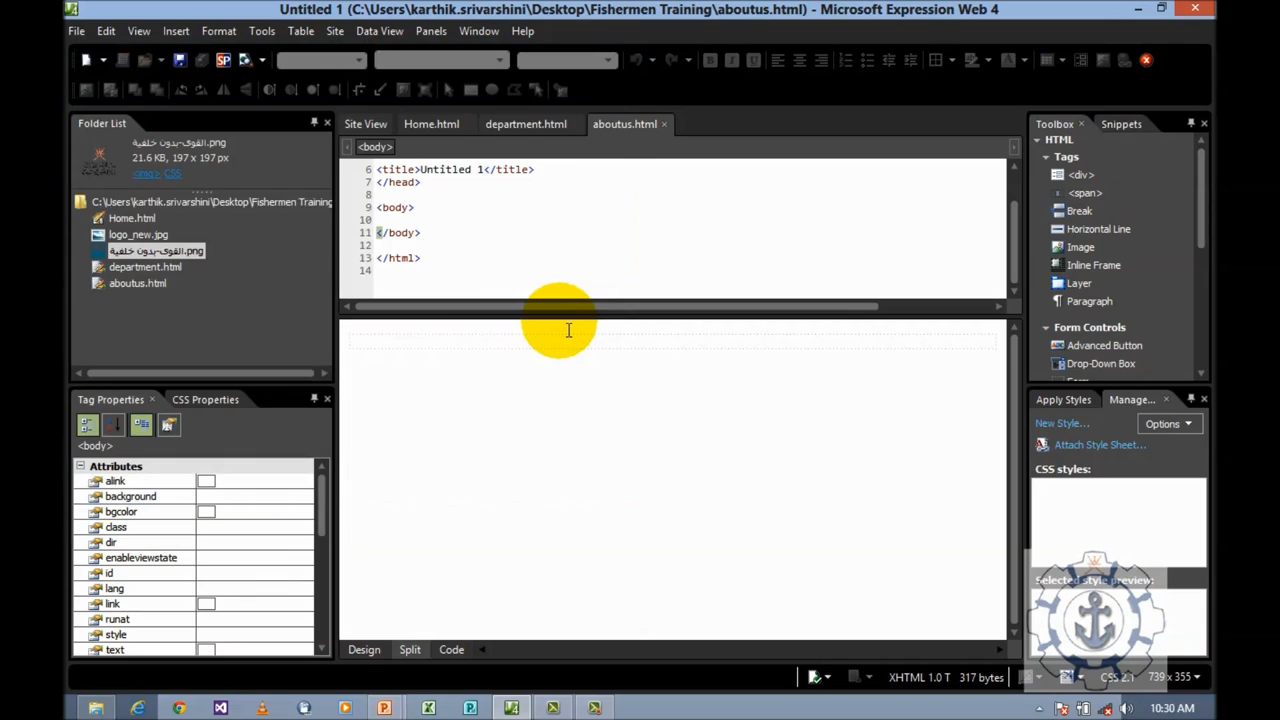 Untitled 1 (C:\Users\karthik.srivarshini\Desktop\Fishermen Training\aboutus.html) - Microsoft Expression Web 4
File Edit View Insert Format Tools Table Site Data View Panels Window Help
Folder List
القوى-بدون خلفية.png
21.6 KB, 197 x 197 px
<img> CSS
C:\Users\karthik.srivarshini\Desktop\Fishermen Training
Home.html
logo_new.jpg
القوى-بدون خلفية.png
department.html
aboutus.html
Site View Home.html department.html aboutus.html
<body>
6 <title>Untitled 1</title>
7 </head>
8
9 <body>
10
11 </body>
12
13 </html>
14
Toolbox Snippets
HTML
Tags
<div>
<span>
Break
Horizontal Line
Image
Inline Frame
Layer
Paragraph
Form Controls
Advanced Button
Drop-Down Box
Tag Properties CSS Properties
<body>
Attributes
alink
background
bgcolor
class
dir
enableviewstate
id
lang
link
runat
style
text
Apply Styles Manage...
New Style... Options
Attach Style Sheet...
CSS styles:
Selected style preview:
Design Split Code
XHTML 1.0 T 317 bytes CSS 2.1 739 x 355
10:30 AM